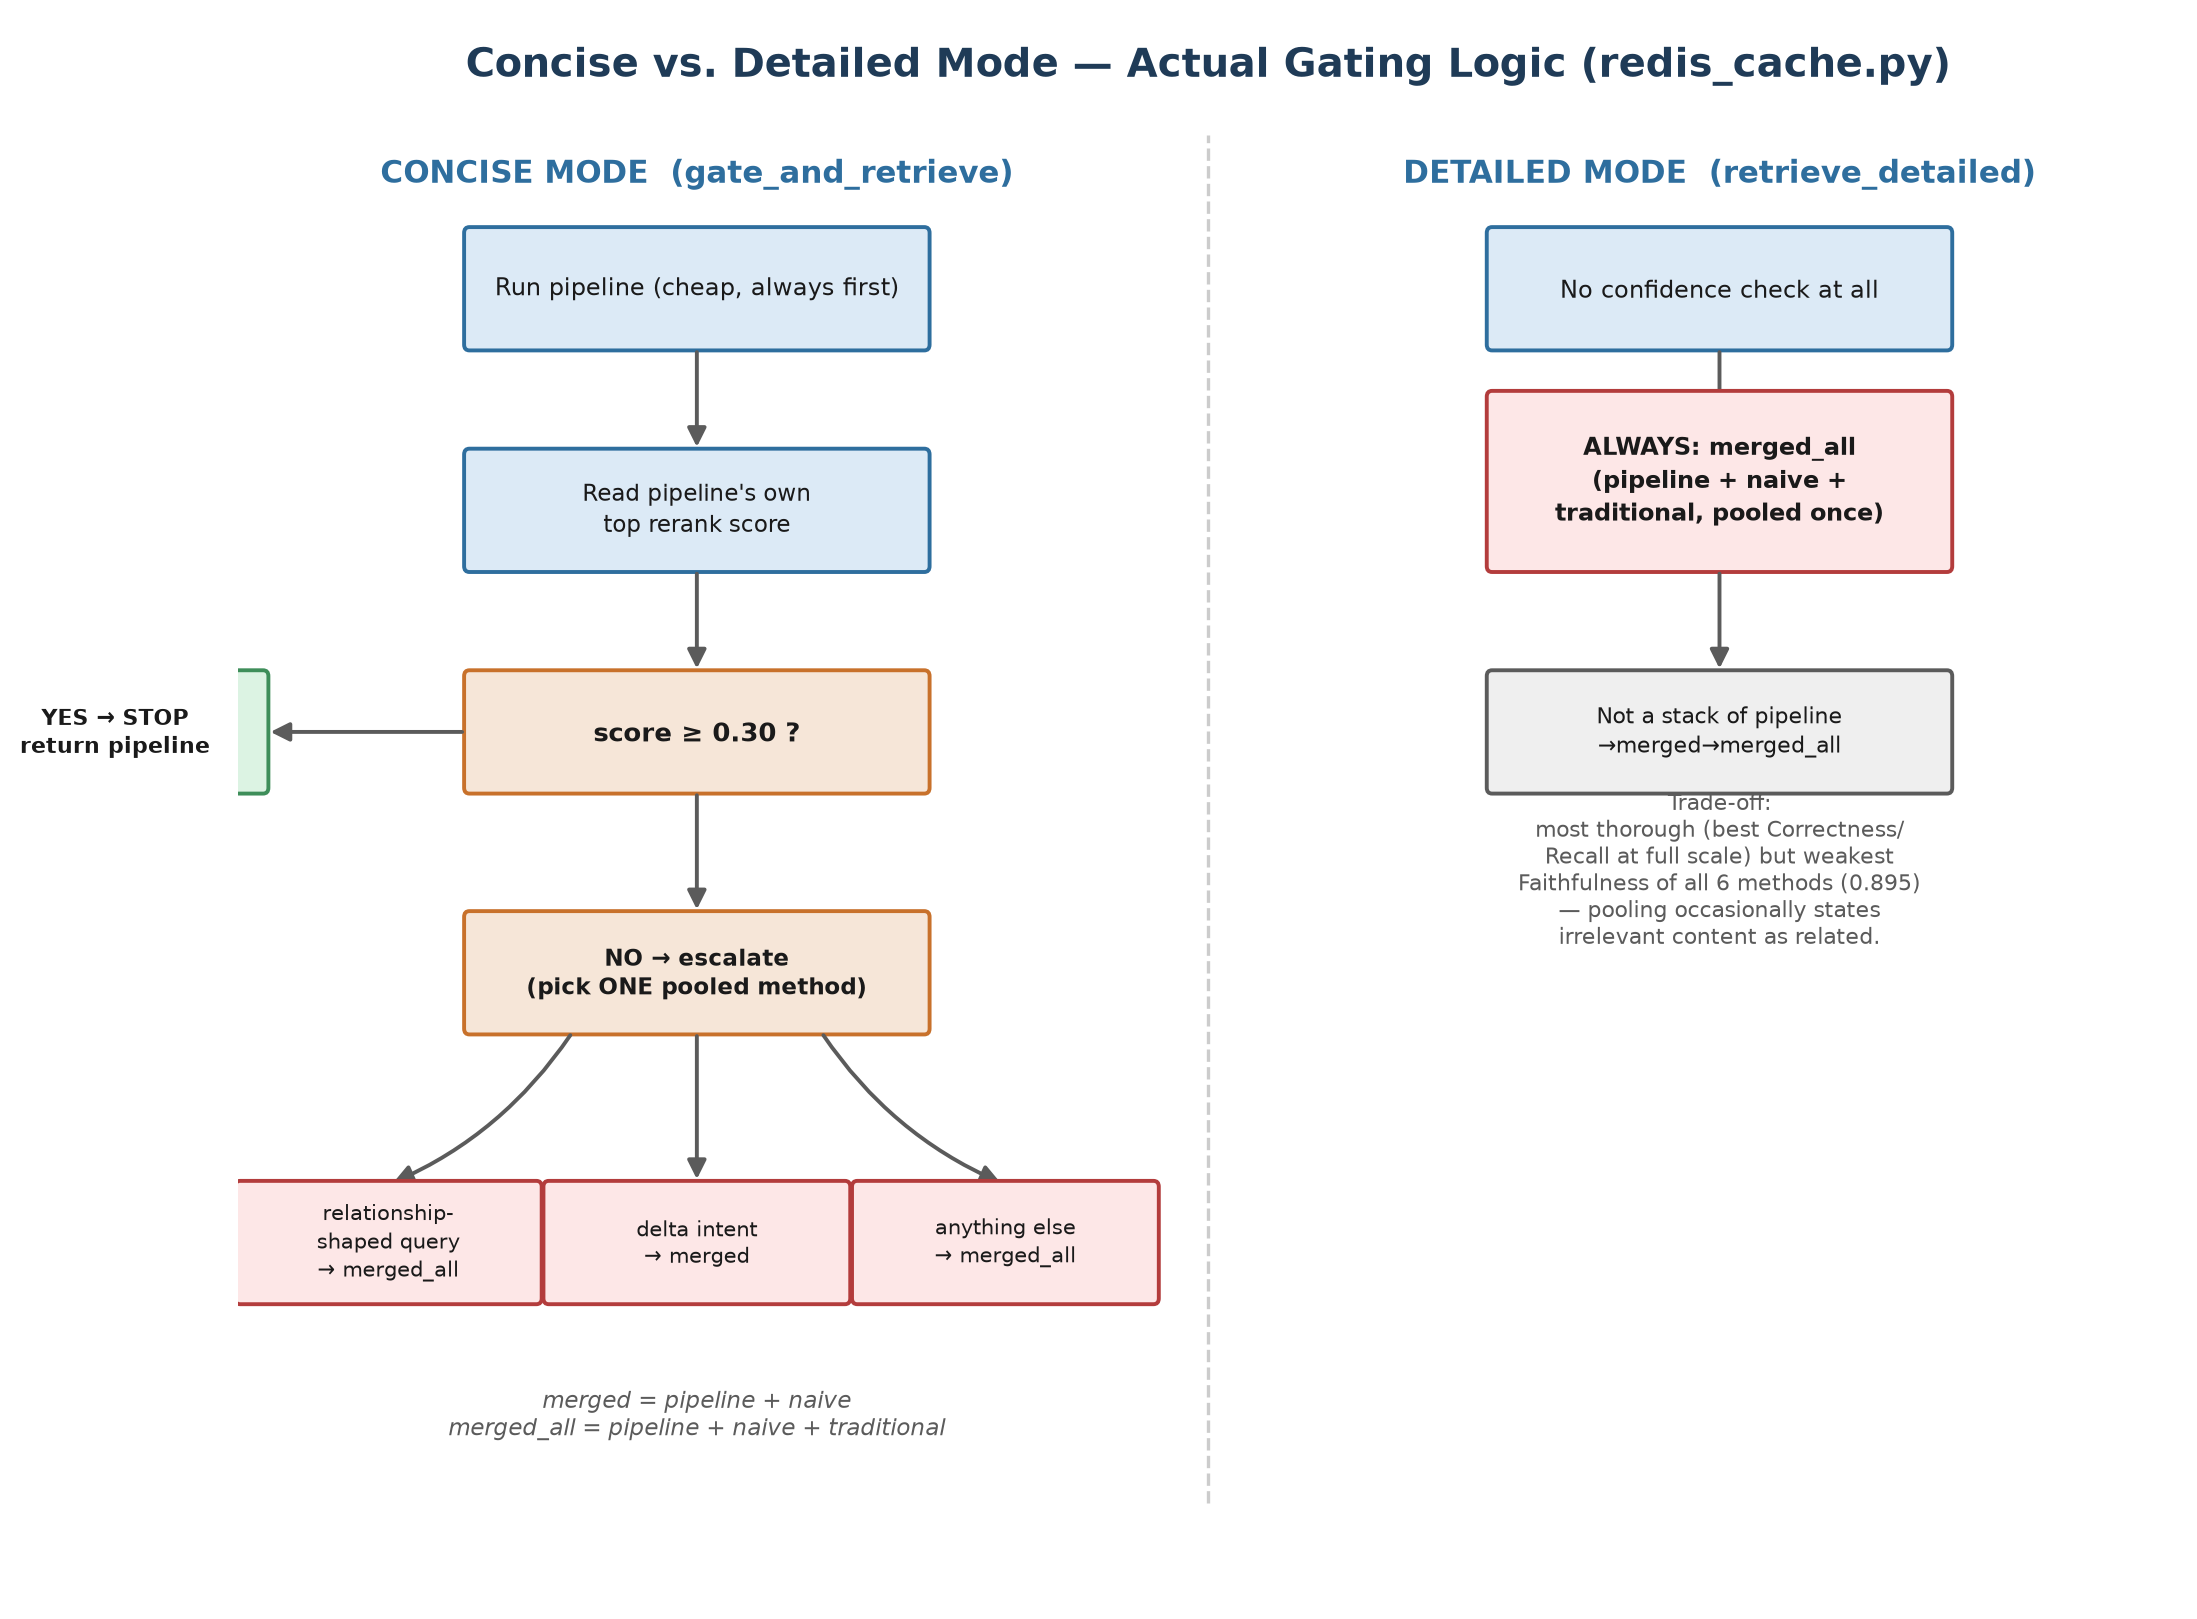 Concise vs. Detailed Mode — Actual Gating Logic (redis_cache.py)
CONCISE MODE  (gate_and_retrieve)
Run pipeline (cheap, always first)
Read pipeline's own
top rerank score
score ≥ 0.30 ?
YES → STOP
return pipeline
NO → escalate
(pick ONE pooled method)
relationship-
shaped query
→ merged_all
delta intent
→ merged
anything else
→ merged_all
merged = pipeline + naive
merged_all = pipeline + naive + traditional
DETAILED MODE  (retrieve_detailed)
No confidence check at all
ALWAYS: merged_all
(pipeline + naive +
traditional, pooled once)
Not a stack of pipeline
→merged→merged_all
Trade-off:
most thorough (best Correctness/
Recall at full scale) but weakest
Faithfulness of all 6 methods (0.895)
— pooling occasionally states
irrelevant content as related.